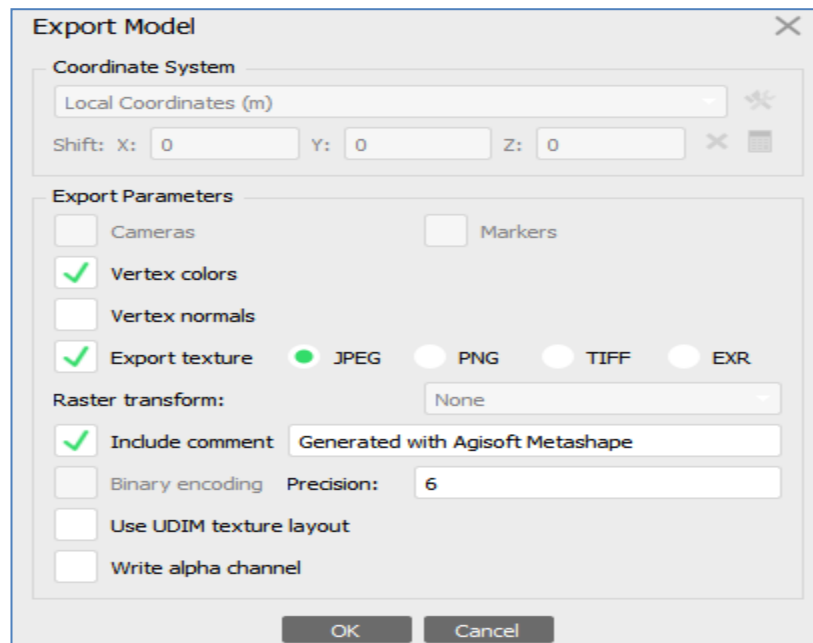 Export Model
Coordinate System
Local Coordinates (m)
Shift: X: 0 Y: 0 Z: 0
Export Parameters
Cameras Markers
Vertex colors
Vertex normals
Export texture JPEG PNG TIFF EXR
Raster transform: None
Include comment Generated with Agisoft Metashape
Binary encoding Precision: 6
Use UDIM texture layout
Write alpha channel
OK Cancel